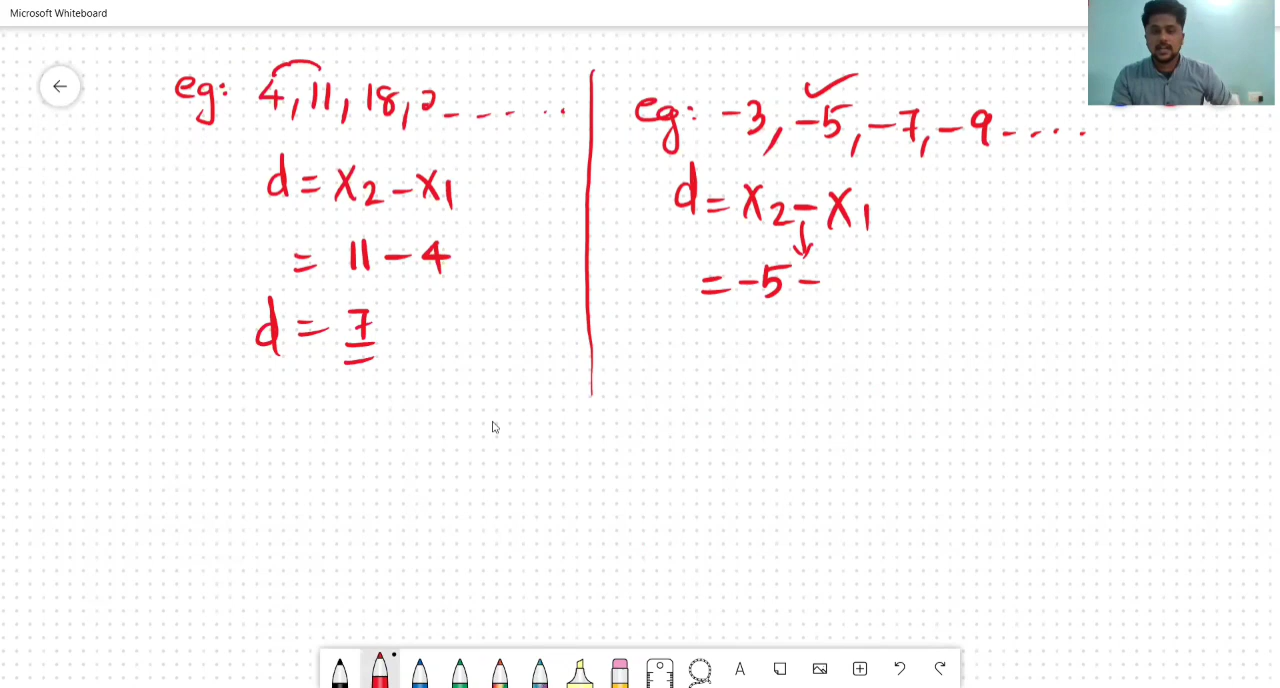 Microsoft Whiteboard
eg: 4, 11, 18, 2 - - - - ...
d = x₂ - x₁
= 11 - 4
d = 7
eg: -3, -5, -7, -9 - ...
d = x₂ - x₁
= -5 -
A